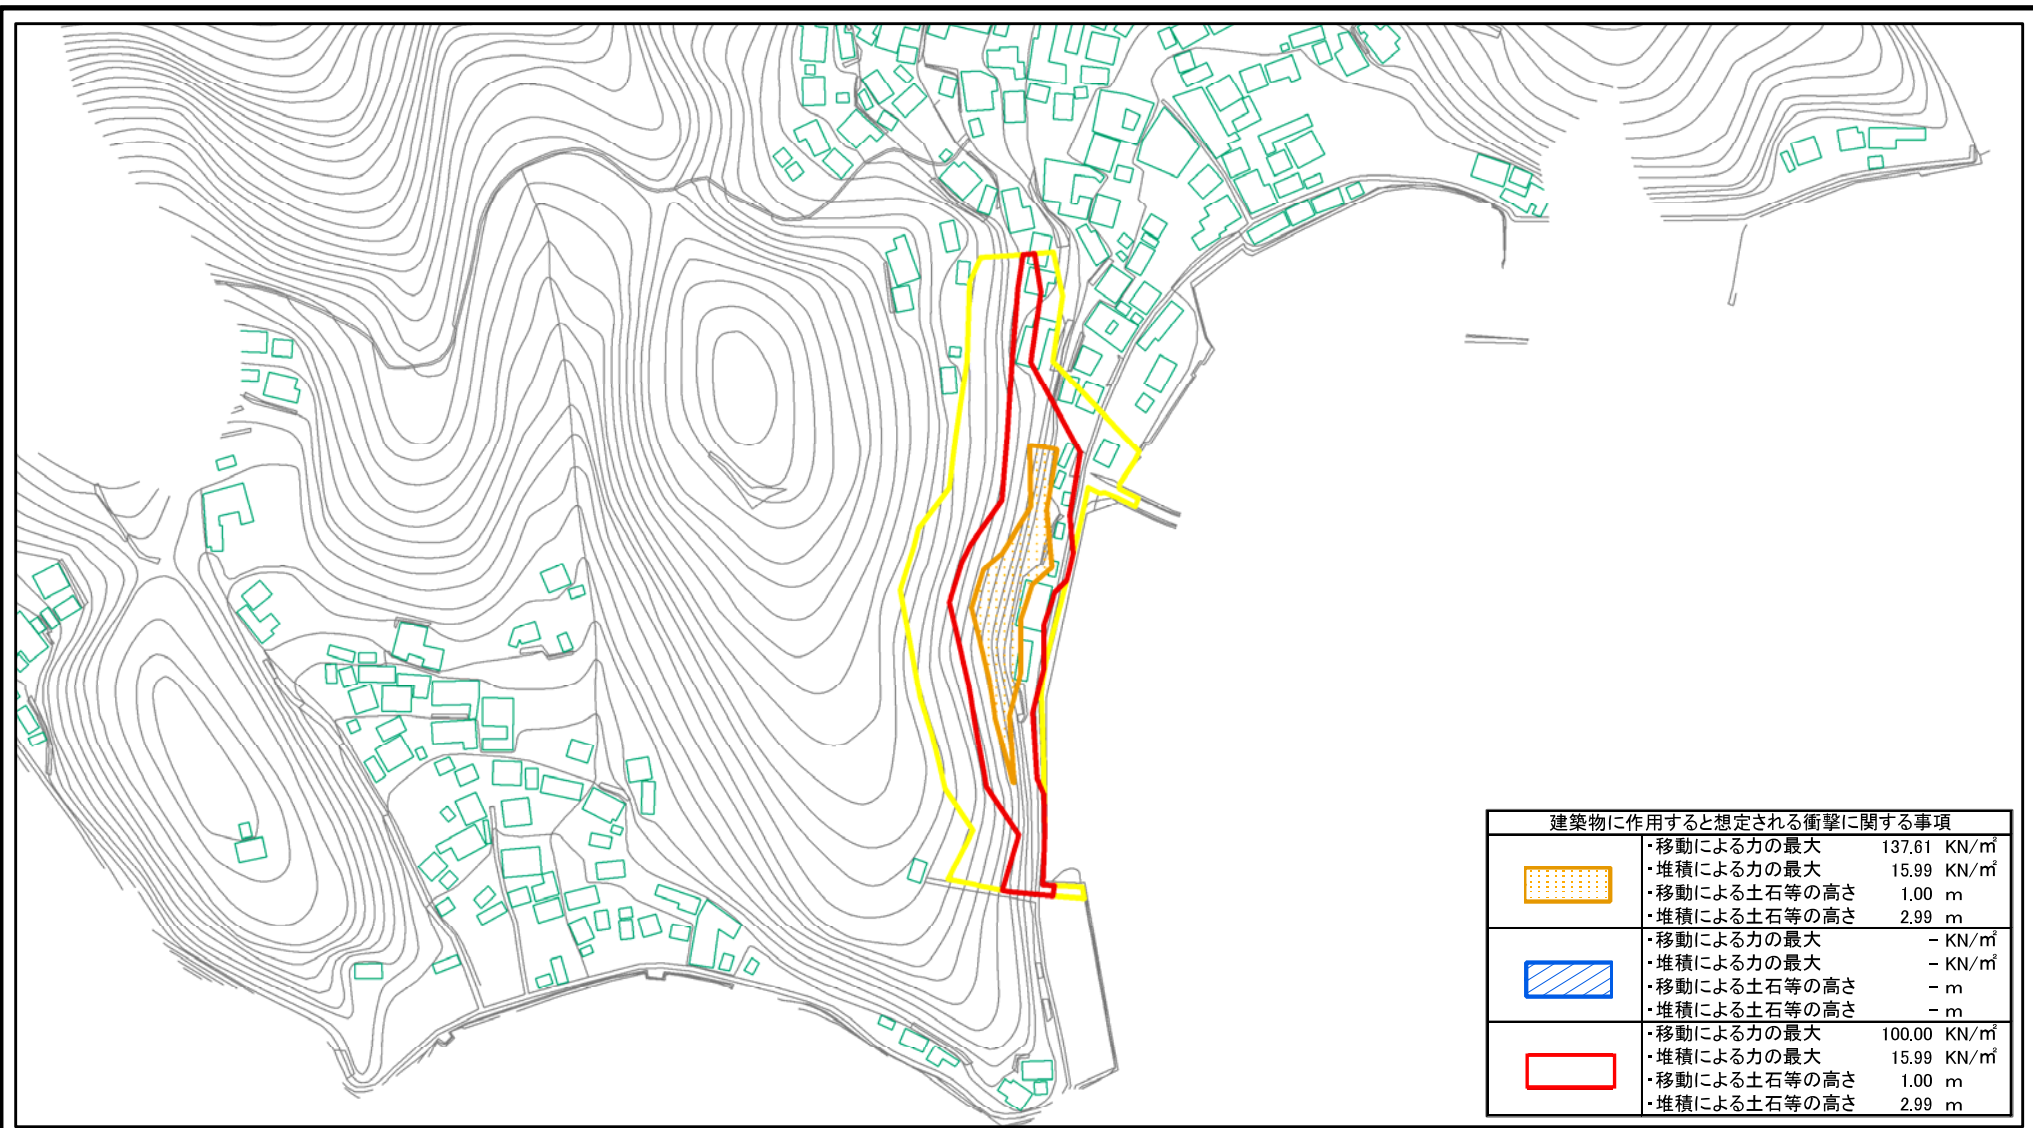 建築物に作用すると想定される衝撃に関する事項
・移動による力の最大 137.61 KN/㎡
・堆積による力の最大 15.99 KN/㎡
・移動による土石等の高さ 1.00 m
・堆積による土石等の高さ 2.99 m
・移動による力の最大 - KN/㎡
・堆積による力の最大 - KN/㎡
・移動による土石等の高さ - m
・堆積による土石等の高さ - m
・移動による力の最大 100.00 KN/㎡
・堆積による力の最大 15.99 KN/㎡
・移動による土石等の高さ 1.00 m
・堆積による土石等の高さ 2.99 m